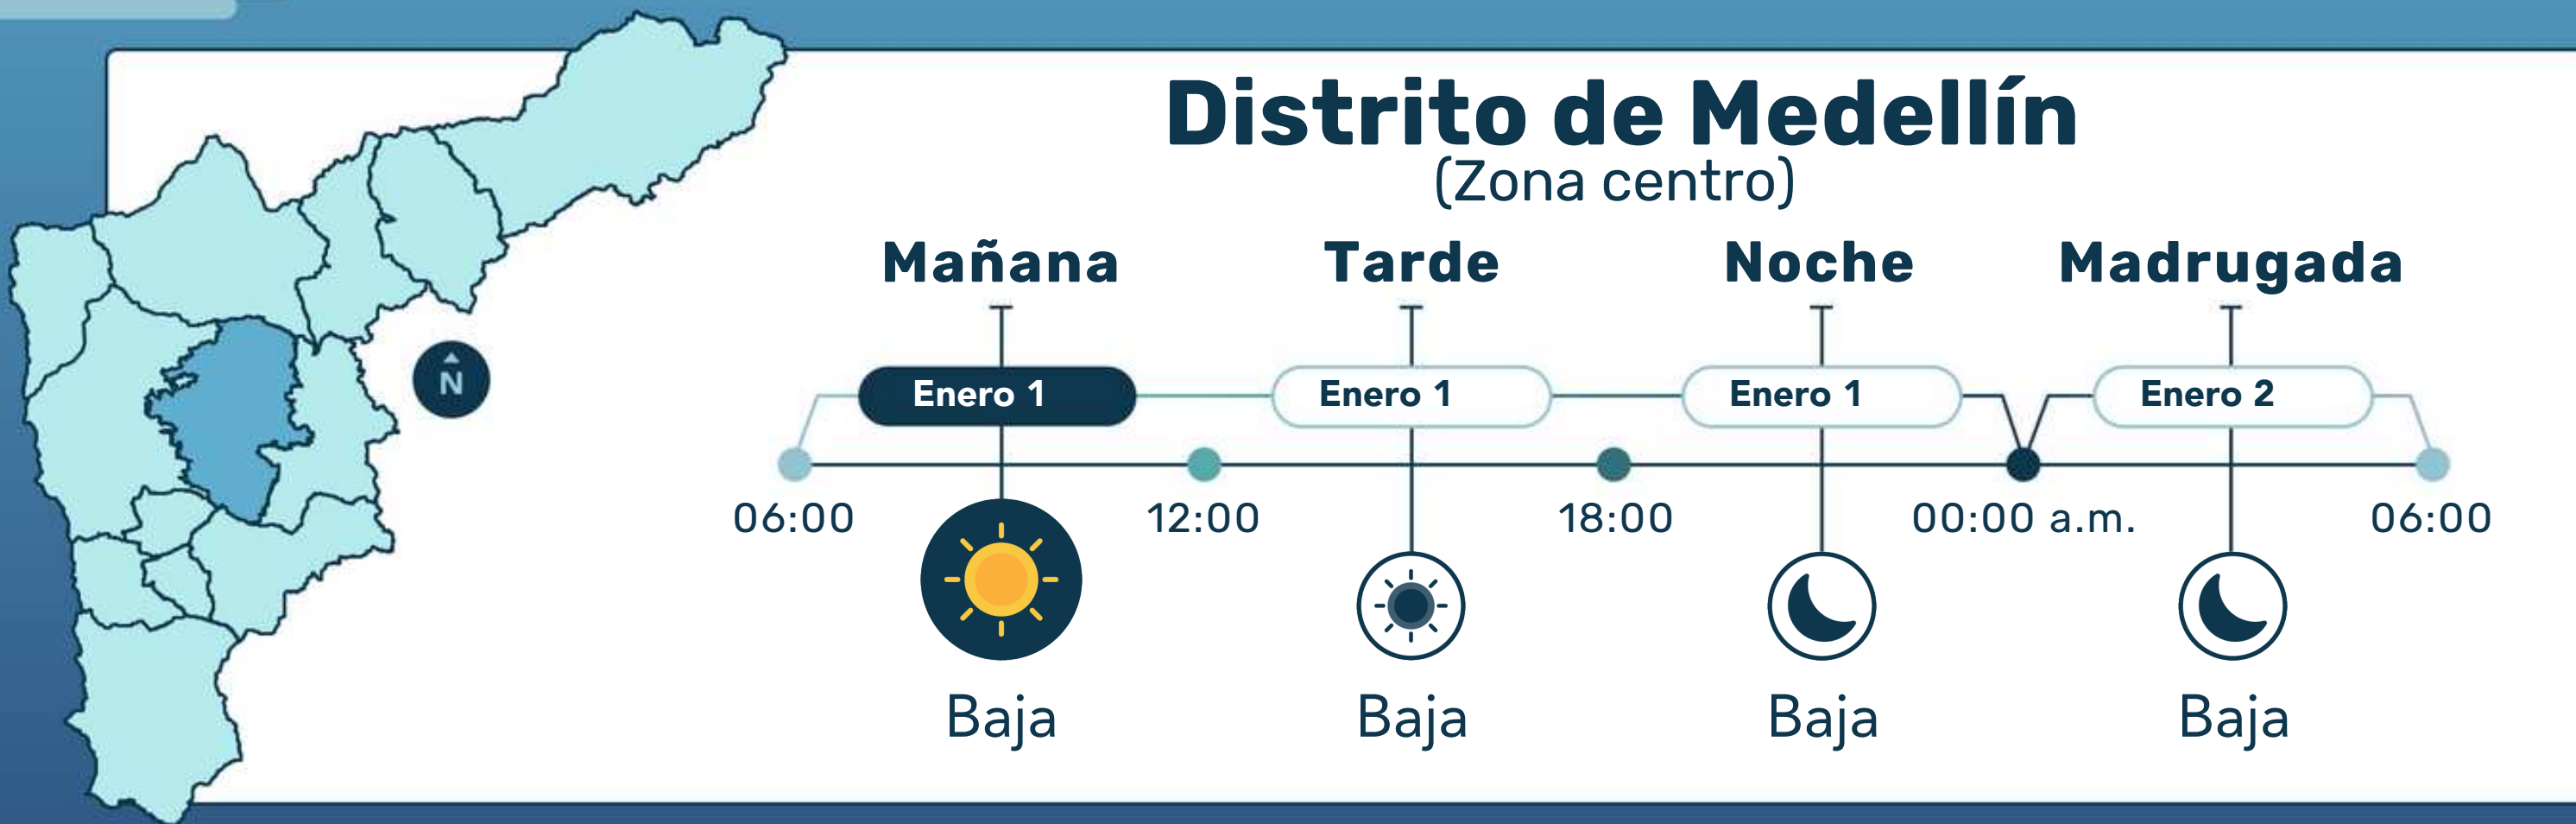 Distrito de Medellín
(Zona centro)
Mañana Tarde Noche Madrugada
Enero 1 Enero 1 Enero 1 Enero 2
N
06:00 12:00 18:00 00:00 a.m. 06:00
Baja Baja Baja Baja